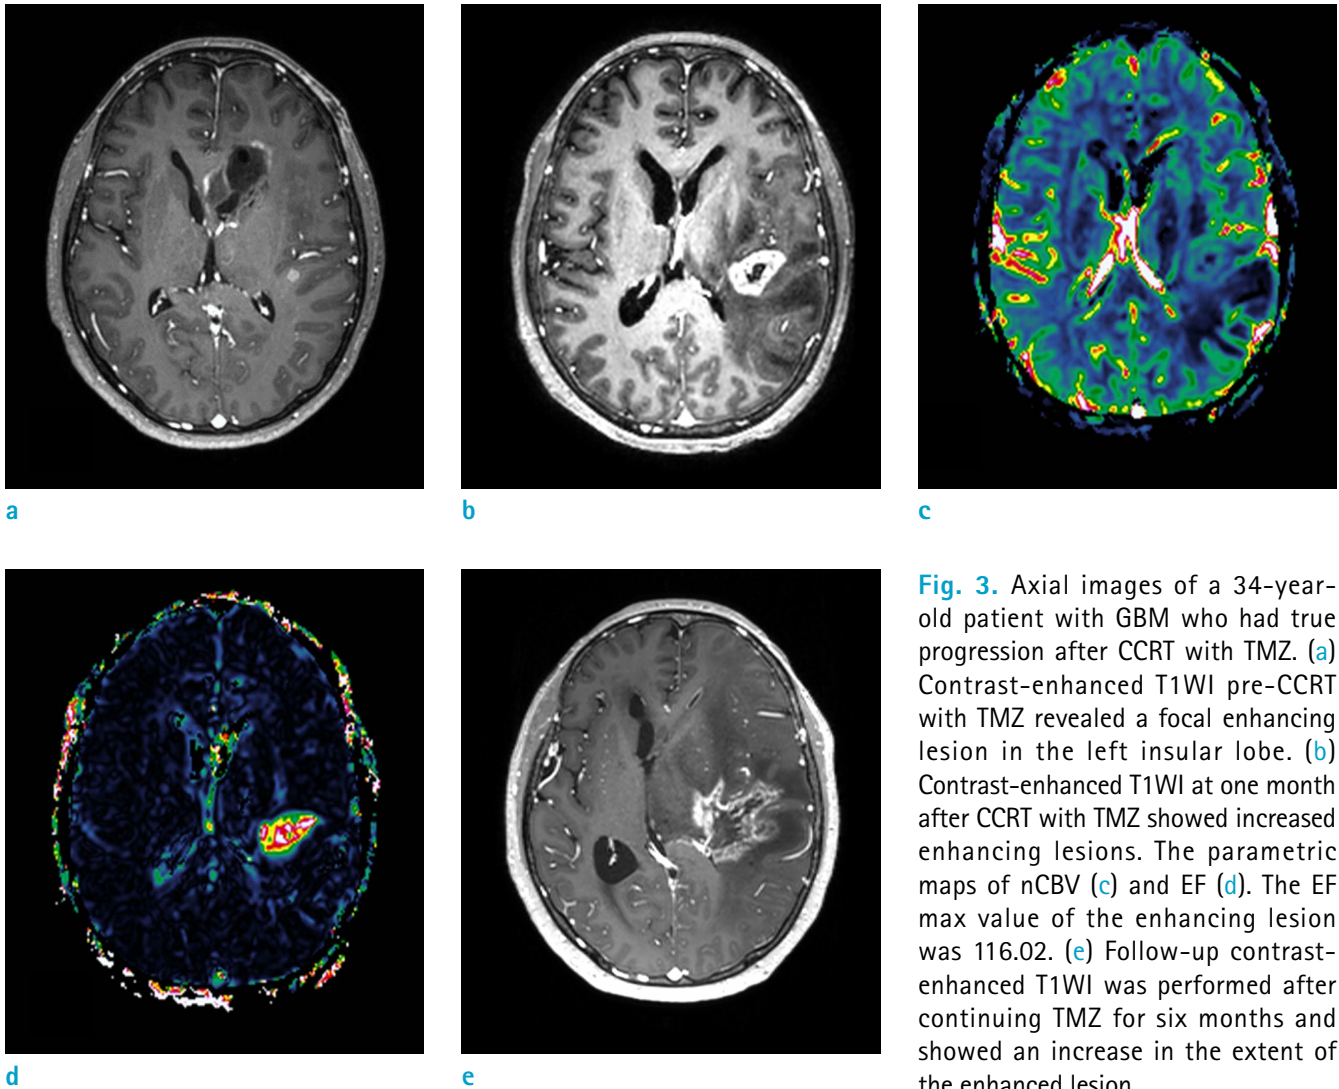 a
b
c
d
e
Fig. 3. Axial images of a 34-year-
old patient with GBM who had true
progression after CCRT with TMZ. (a)
Contrast-enhanced T1WI pre-CCRT
with TMZ revealed a focal enhancing
lesion in the left insular lobe. (b)
Contrast-enhanced T1WI at one month
after CCRT with TMZ showed increased
enhancing lesions. The parametric
maps of nCBV (c) and EF (d). The EF
max value of the enhancing lesion
was 116.02. (e) Follow-up contrast-
enhanced T1WI was performed after
continuing TMZ for six months and
showed an increase in the extent of
the enhanced lesion.